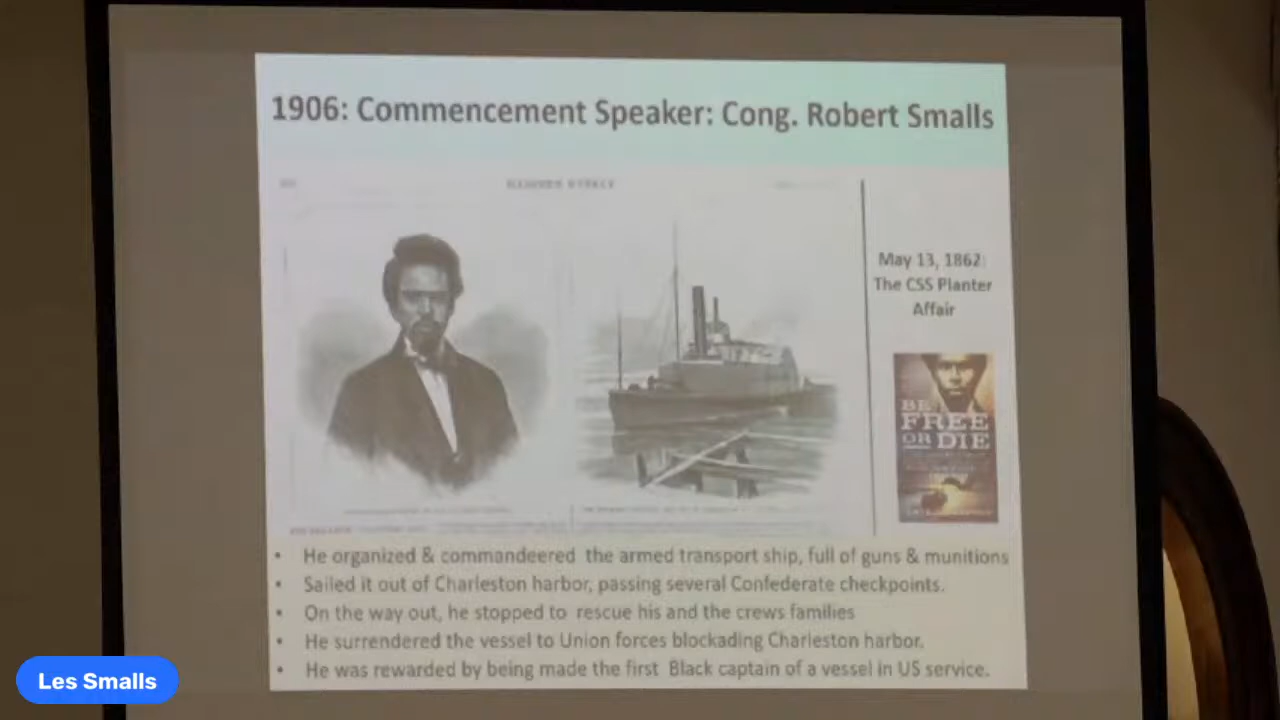 1906: Commencement Speaker: Cong. Robert Smalls
HARPER'S WEEKLY
May 13, 1862:
The CSS Planter
Affair
BE
FREE
OR DIE
• He organized & commandeered the armed transport ship, full of guns & munitions
• Sailed it out of Charleston harbor, passing several Confederate checkpoints.
• On the way out, he stopped to rescue his and the crews families
• He surrendered the vessel to Union forces blockading Charleston harbor.
• He was rewarded by being made the first Black captain of a vessel in US service.
Les Smalls